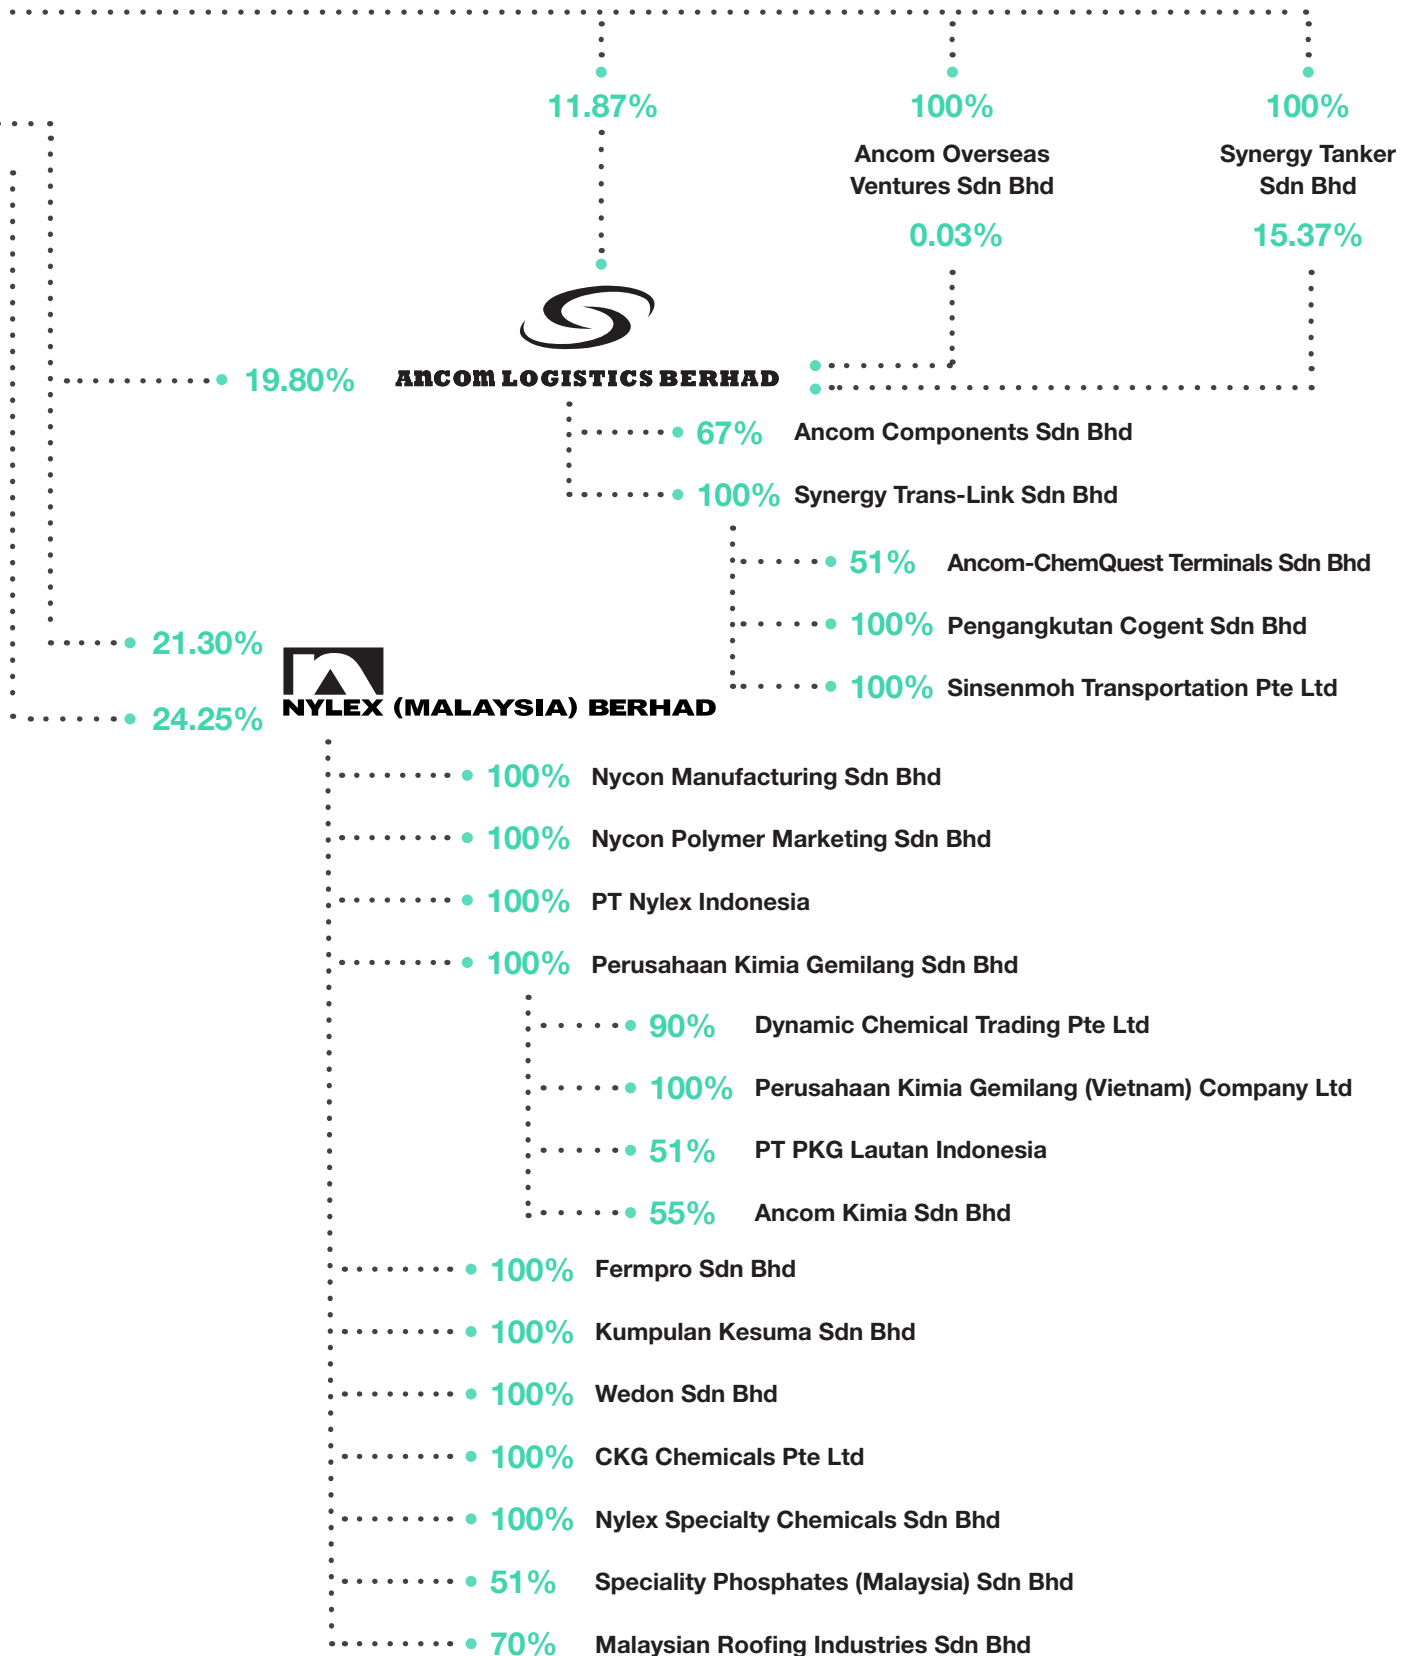 11.87%
100%
100%
Ancom Overseas
Ventures Sdn Bhd
Synergy Tanker
Sdn Bhd
0.03%
15.37%
19.80%
ANCOM LOGISTICS BERHAD
67% Ancom Components Sdn Bhd
100% Synergy Trans-Link Sdn Bhd
51% Ancom-ChemQuest Terminals Sdn Bhd
100% Pengangkutan Cogent Sdn Bhd
100% Sinsenmoh Transportation Pte Ltd
21.30%
NYLEX (MALAYSIA) BERHAD
24.25%
100% Nycon Manufacturing Sdn Bhd
100% Nycon Polymer Marketing Sdn Bhd
100% PT Nylex Indonesia
100% Perusahaan Kimia Gemilang Sdn Bhd
90% Dynamic Chemical Trading Pte Ltd
100% Perusahaan Kimia Gemilang (Vietnam) Company Ltd
51% PT PKG Lautan Indonesia
55% Ancom Kimia Sdn Bhd
100% Fermpro Sdn Bhd
100% Kumpulan Kesuma Sdn Bhd
100% Wedon Sdn Bhd
100% CKG Chemicals Pte Ltd
100% Nylex Specialty Chemicals Sdn Bhd
51% Speciality Phosphates (Malaysia) Sdn Bhd
70% Malaysian Roofing Industries Sdn Bhd